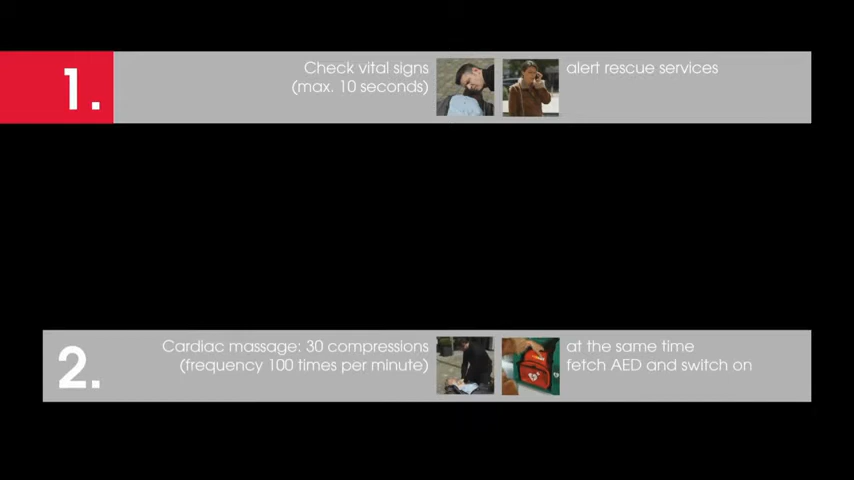 1.
Check vital signs
(max. 10 seconds)
alert rescue services
2.
Cardiac massage: 30 compressions
(frequency 100 times per minute)
at the same time
fetch AED and switch on